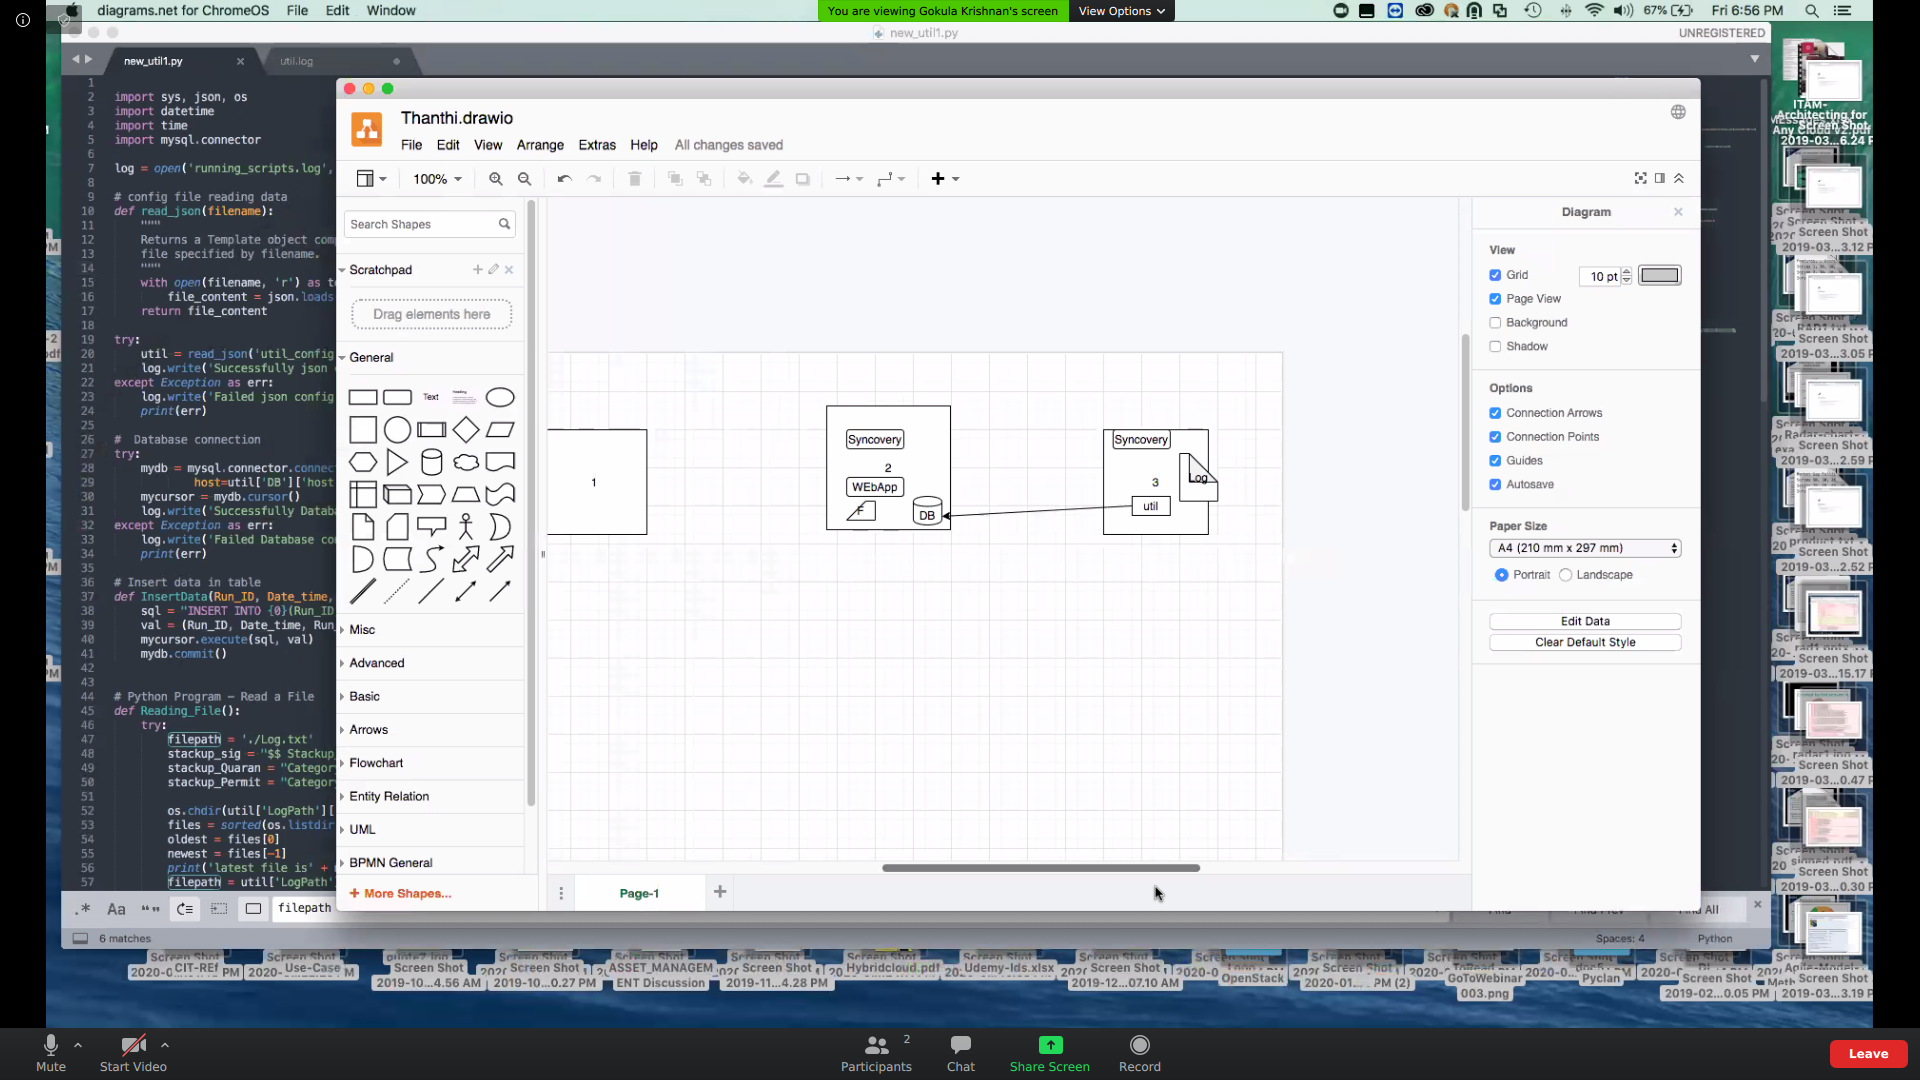 diagrams.net for ChromeOS File Edit Window
You are viewing Gokula Krishnan's screen View Options
67% Fri 6:56 PM
new_util1.py
UNREGISTERED
new_util1.py
util.log
1
2 import sys, json, os
3 import datetime
4 import time
5 import mysql.connector
6
7 log = open('running_scripts.log',
8
9 # config file reading data
10 def read_json(filename):
11 """"
12 Returns a Template object com
13 file specified by filename.
14 """"
15 with open(filename, 'r') as te
16 file_content = json.loads
17 return file_content
18
19 try:
20 util = read_json('util_config
21 log.write('Successfully json
22 except Exception as err:
23 log.write('Failed json config
24 print(err)
25
26 # Database connection
27 try:
28 mydb = mysql.connector.connec
29 host=util['DB']['host
30 mycursor = mydb.cursor()
31 log.write('Successfully Datab
32 except Exception as err:
33 log.write('Failed Database co
34 print(err)
35
36 # Insert data in table
37 def InsertData(Run_ID, Date_time,
38 sql = "INSERT INTO {0}(Run_ID
39 val = (Run_ID, Date_time, Run_
40 mycursor.execute(sql, val)
41 mydb.commit()
42
43
44 # Python Program – Read a File
45 def Reading_File():
46 try:
47 filepath = './Log.txt'
48 stackup_sig = "$$ Stackup
49 stackup_Quaran = "Categor
50 stackup_Permit = "Categor
51
52 os.chdir(util['LogPath'][
53 files = sorted(os.listdir
54 oldest = files[0]
55 newest = files[–1]
56 print('latest file is' +
57 filepath = util['LogPath'
Thanthi.drawio
File Edit View Arrange Extras Help All changes saved
100%
Search Shapes
Scratchpad
Drag elements here
General
Text
Heading
Misc
Advanced
Basic
Arrows
Flowchart
Entity Relation
UML
BPMN General
+ More Shapes...
1
Syncovery
2
WEbApp
F
DB
Syncovery
3
Log
util
Page-1
Diagram
View
Grid 10 pt
Page View
Background
Shadow
Options
Connection Arrows
Connection Points
Guides
Autosave
Paper Size
A4 (210 mm x 297 mm)
Portrait Landscape
Edit Data
Clear Default Style
.* Aa "" filepath
Find All
6 matches
Spaces: 4 Python
ITAM-
Architecting for
Any Cloud V2.pdf
Screen Shot
2019-03...6.24 P
Screen Shot
2019-03...3.12 P
Screen Shot
2019-03...3.05 P
Screen Shot
2019-03...2.59 P
Screen Shot
2019-03...2.52 P
Screen Shot
Screen Shot
2019-03...15.17 P
Screen Shot
2019-03...0.47 P
Screen Shot
2019-03...0.30 P
Screen Shot
2019-03...3.19 P
CIT-REf
Use-Case
Screen Shot
2019-10...4.56 AM
Screen Shot
2019-10...0.27 PM
ASSET_MANAGEM
ENT Discussion
Screen Shot
2019-11...4.28 PM
Hybridcloud.pdf
Udemy-Ids.xlsx
Screen Shot
2019-12...07.10 AM
OpenStack
Screen Shot
2020-01... PM (2)
GoToWebinar
003.png
Pyclan
Screen Shot
2019-02...0.05 PM
Mute
Start Video
Participants 2
Chat
Share Screen
Record
Leave